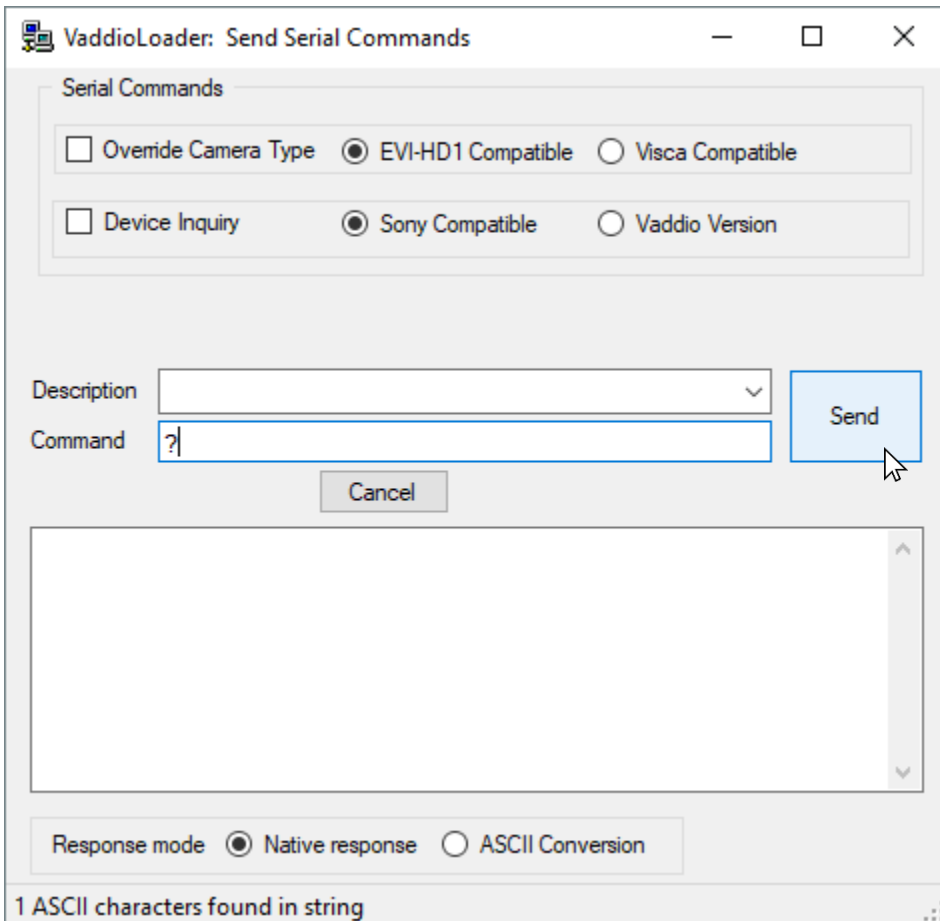 VaddioLoader: Send Serial Commands
Serial Commands
Override Camera Type EVI-HD1 Compatible Visca Compatible
Device Inquiry Sony Compatible Vaddio Version
Description
Send
Command ?
Cancel
Response mode Native response ASCII Conversion
1 ASCII characters found in string